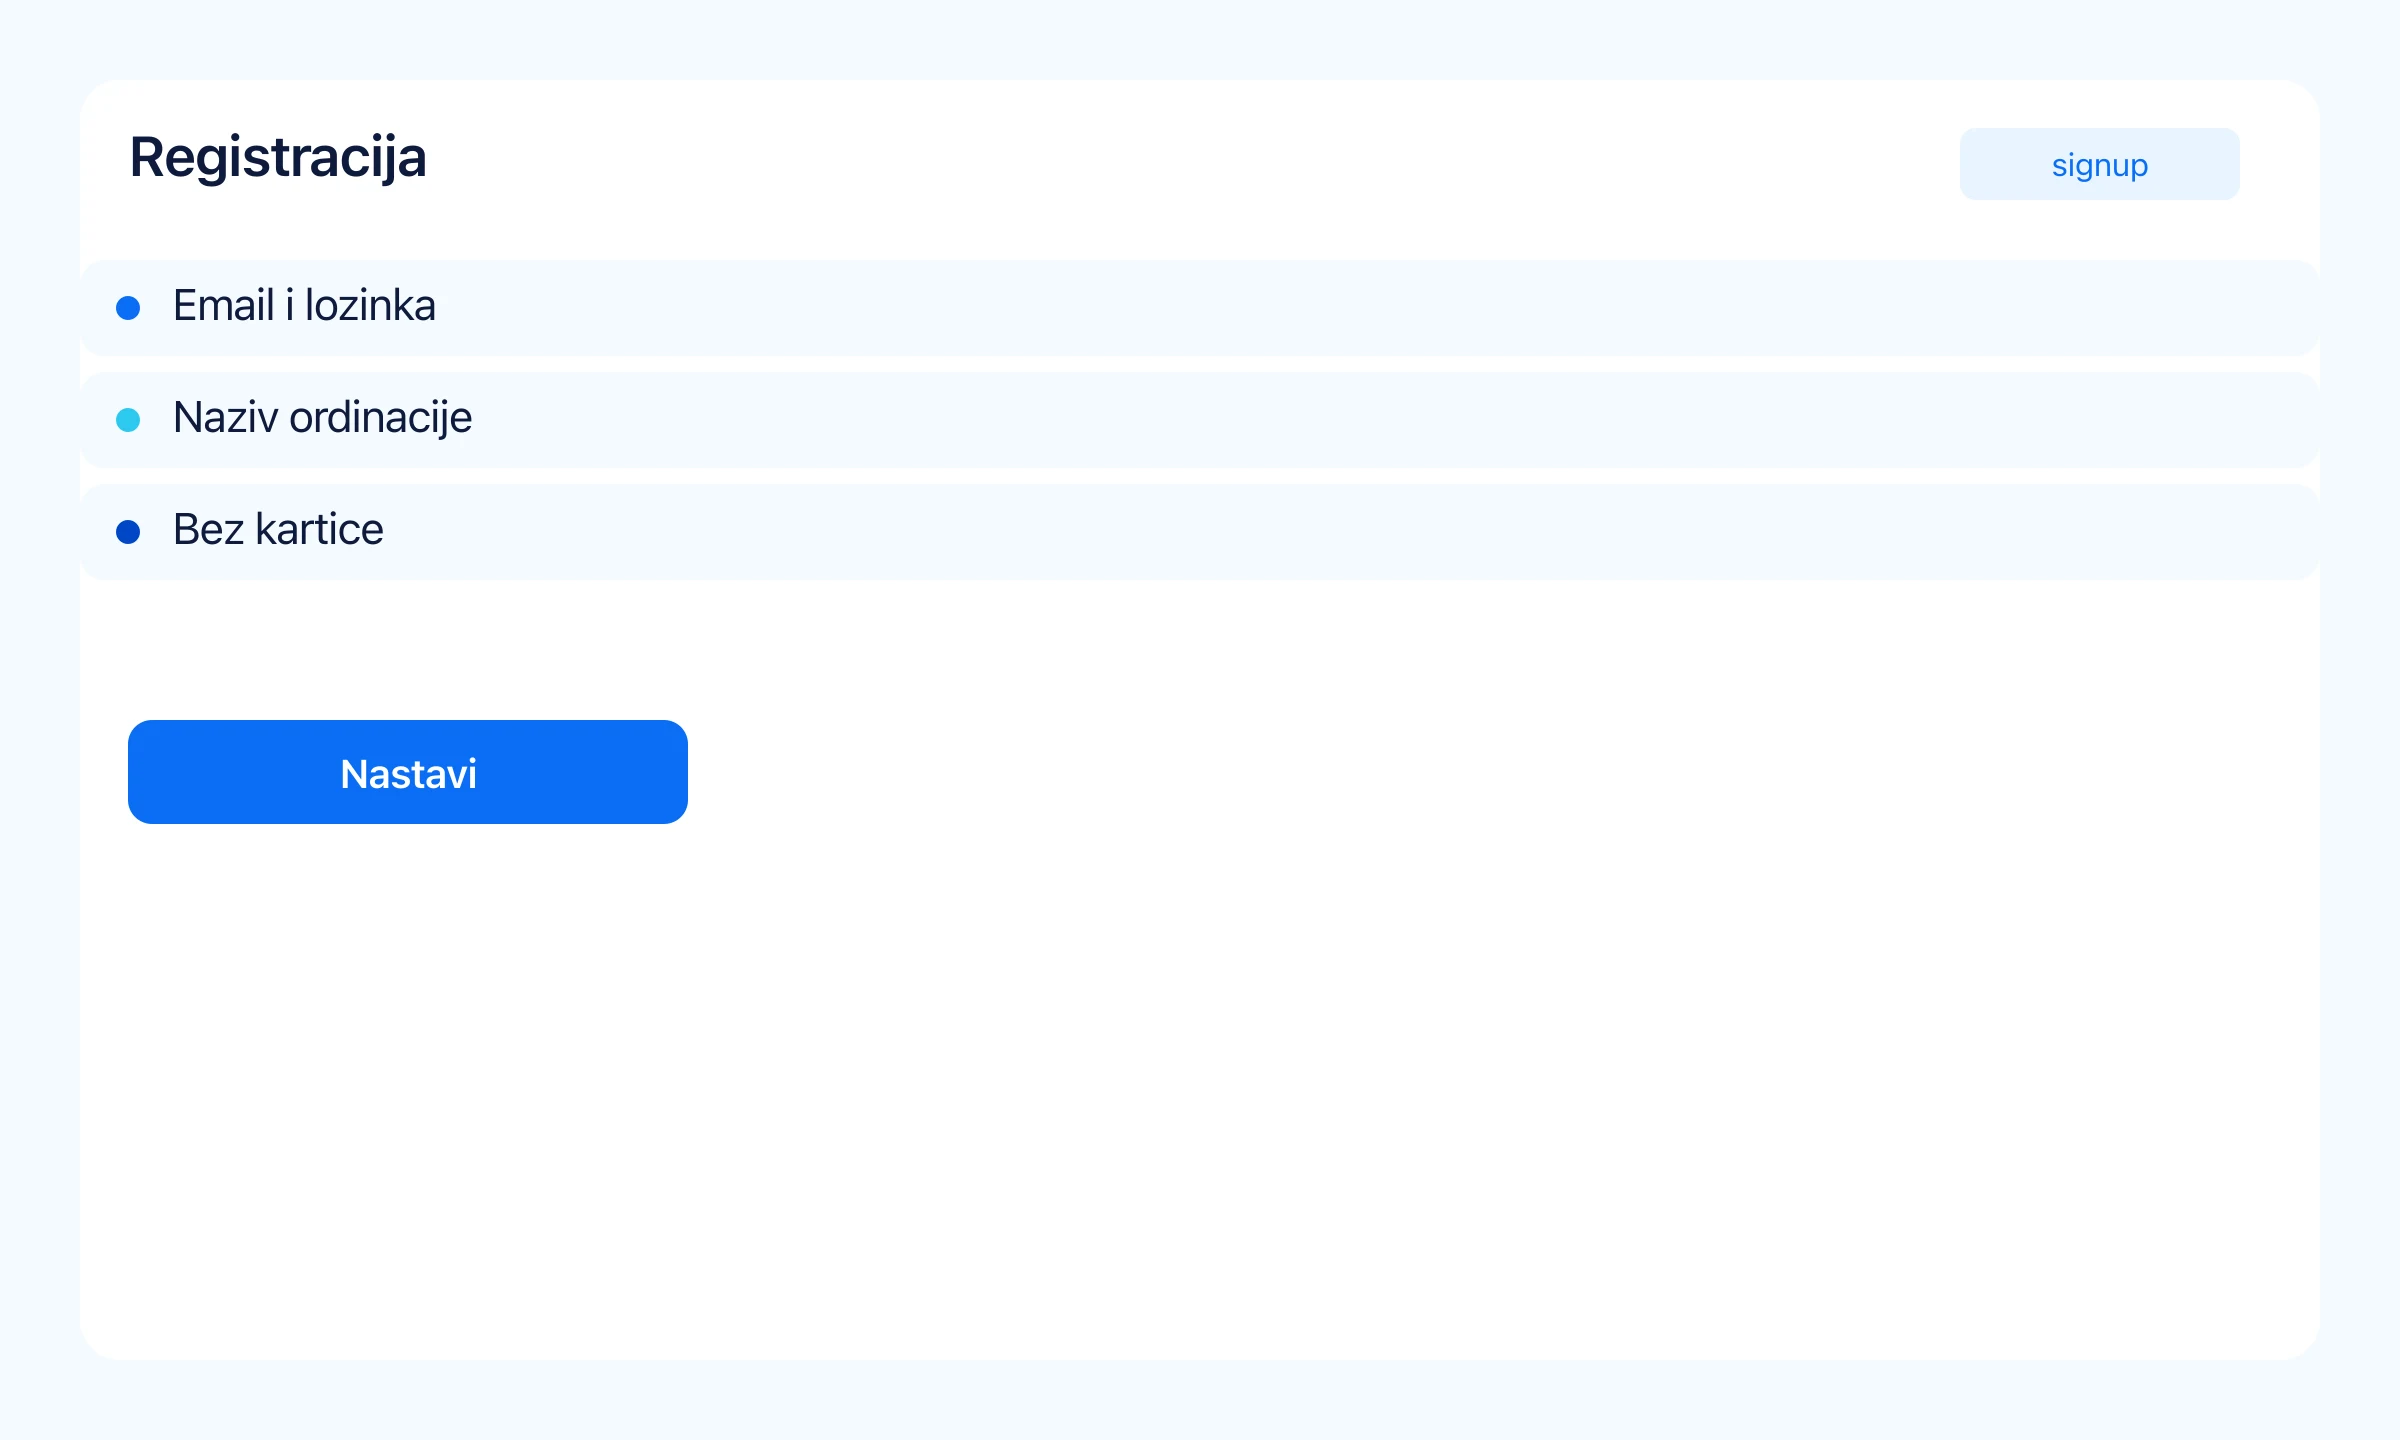 Registracija
signup
Email i lozinka
Naziv ordinacije
Bez kartice
Nastavi